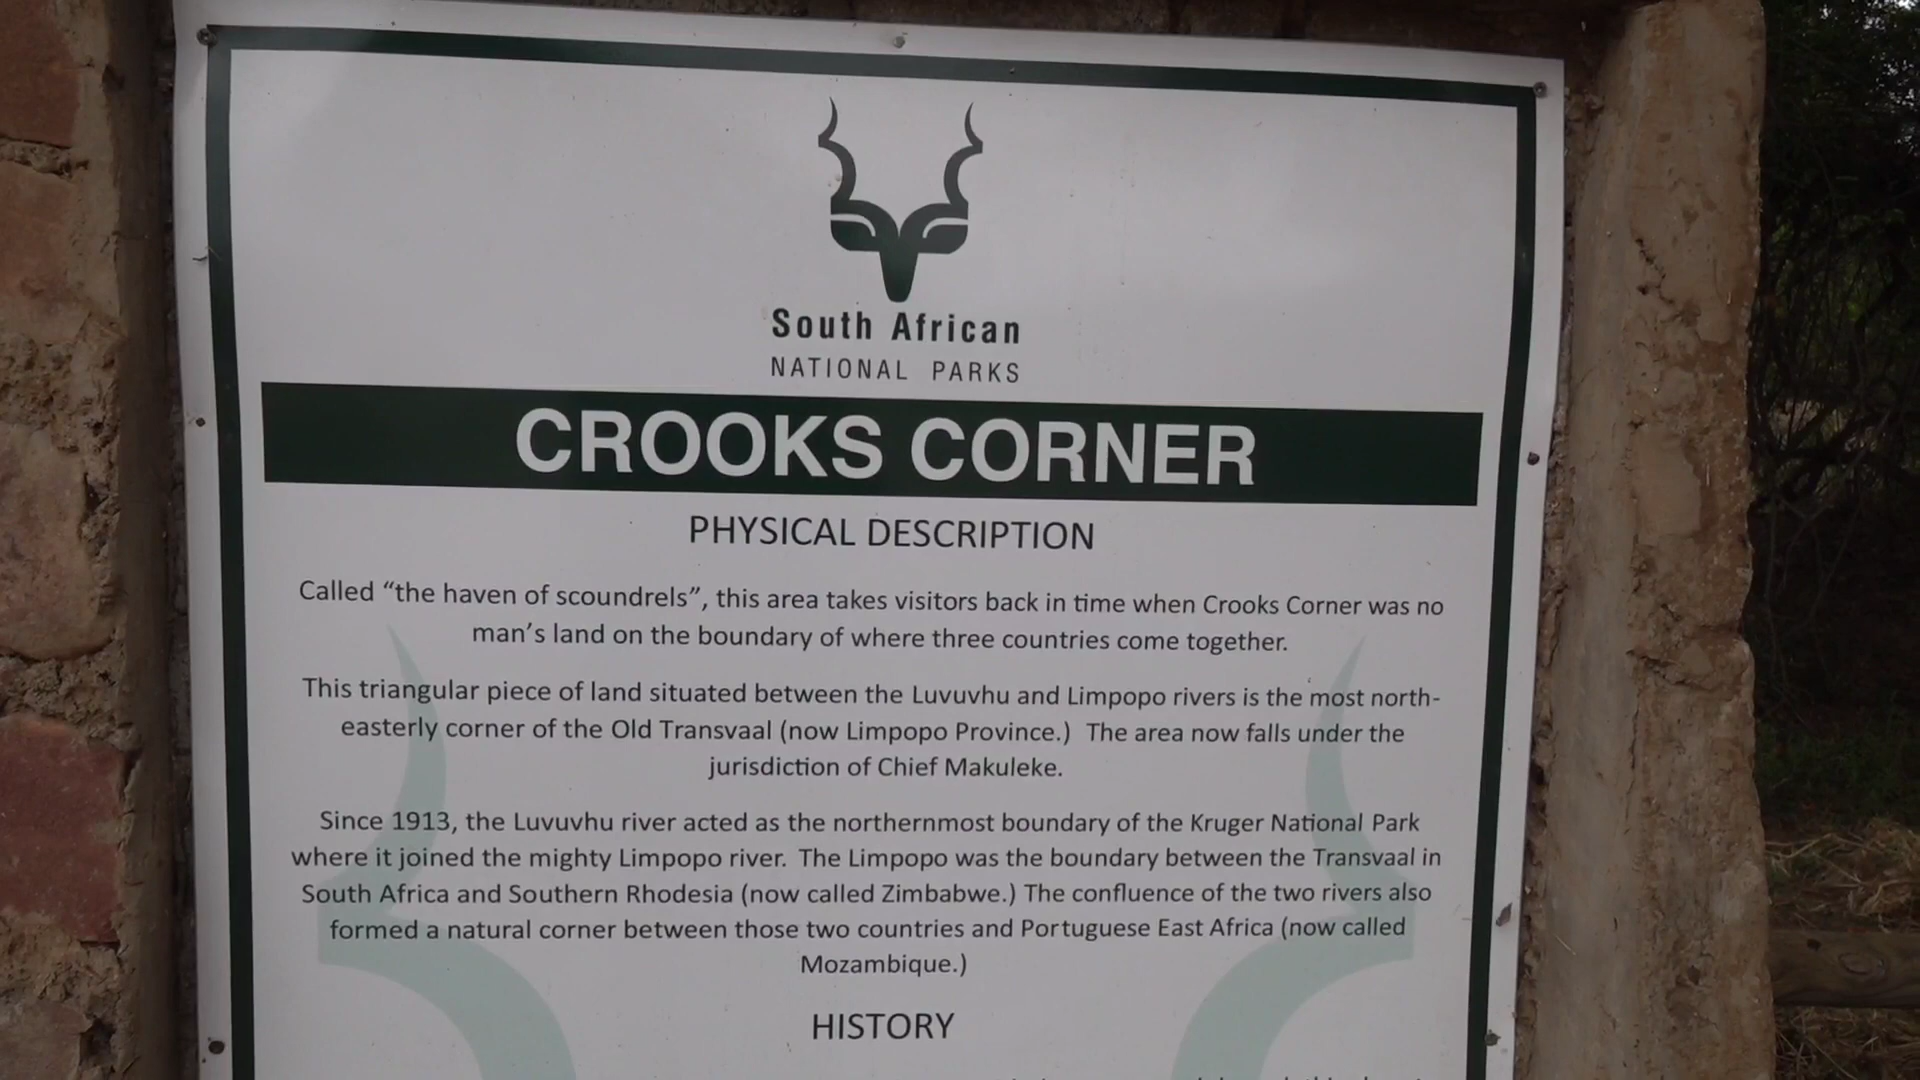 South African
NATIONAL PARKS
CROOKS CORNER
PHYSICAL DESCRIPTION
Called “the haven of scoundrels”, this area takes visitors back in time when Crooks Corner was no
man’s land on the boundary of where three countries come together.
This triangular piece of land situated between the Luvuvhu and Limpopo rivers is the most north-
easterly corner of the Old Transvaal (now Limpopo Province.) The area now falls under the
jurisdiction of Chief Makuleke.
Since 1913, the Luvuvhu river acted as the northernmost boundary of the Kruger National Park
where it joined the mighty Limpopo river. The Limpopo was the boundary between the Transvaal in
South Africa and Southern Rhodesia (now called Zimbabwe.) The confluence of the two rivers also
formed a natural corner between those two countries and Portuguese East Africa (now called
Mozambique.)
HISTORY